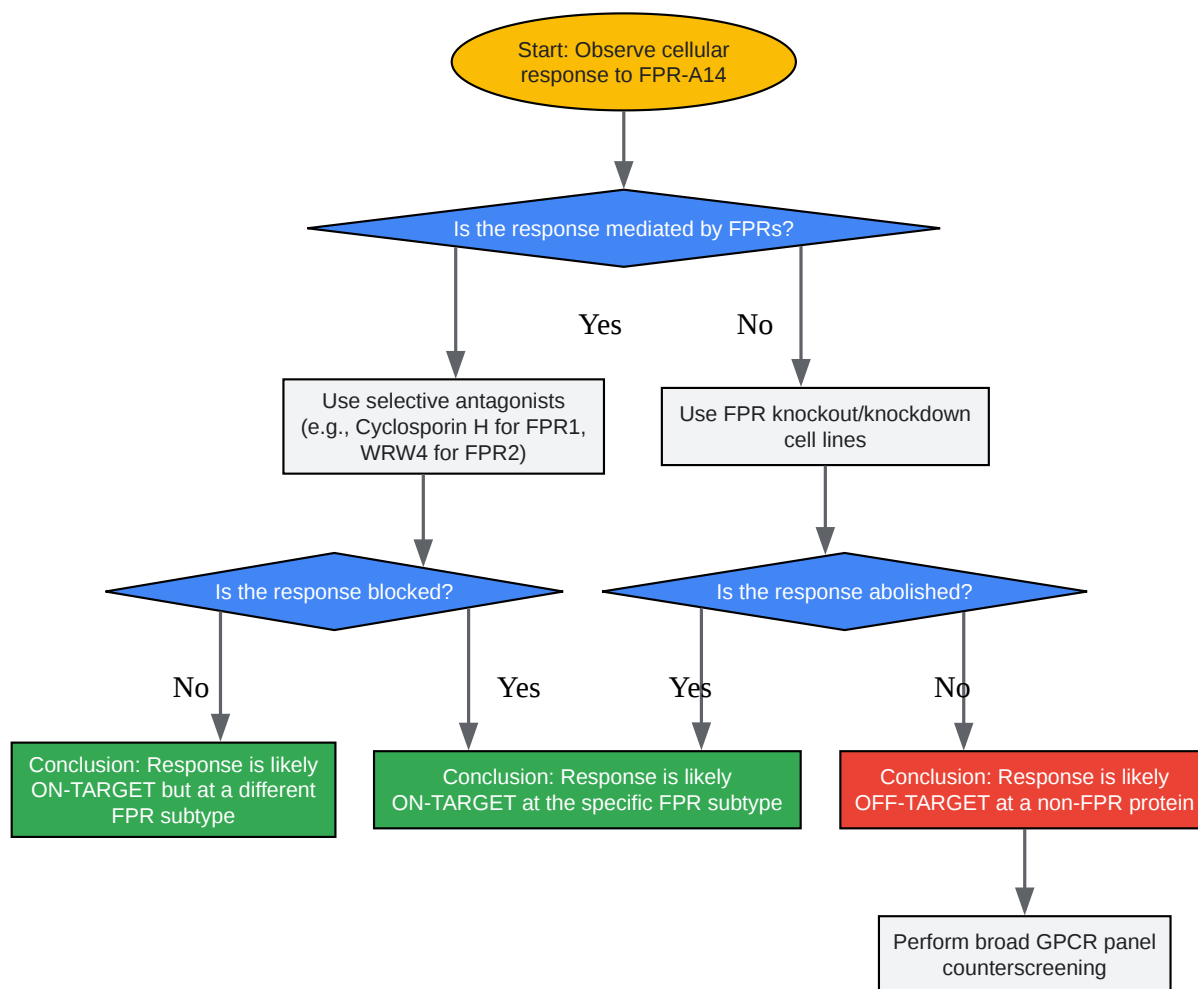 Start: Observe cellular
response to FPR-A14
Is the response mediated by FPRs?
Yes
No
Use selective antagonists
(e.g., Cyclosporin H for FPR1,
WRW4 for FPR2)
Use FPR knockout/knockdown
cell lines
Is the response blocked?
Is the response abolished?
No
Yes
Yes
No
Conclusion: Response is likely
ON-TARGET but at a different
FPR subtype
Conclusion: Response is likely
ON-TARGET at the specific FPR subtype
Conclusion: Response is likely
OFF-TARGET at a non-FPR protein
Perform broad GPCR panel
counterscreening